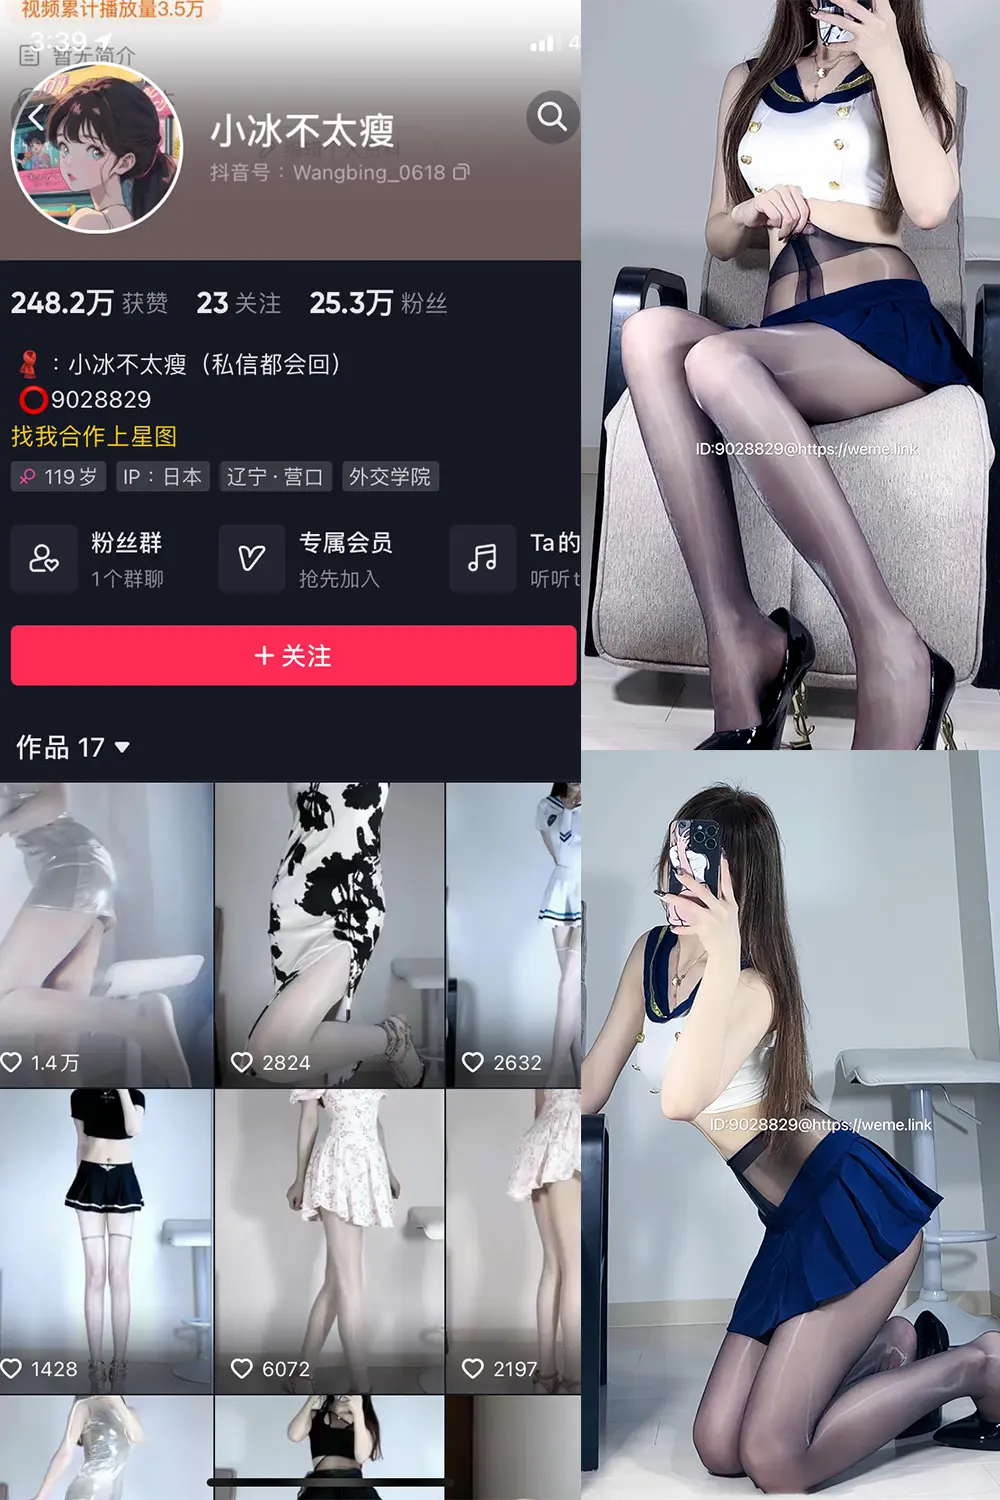 视频累计播放量3.5万
3:39
4
暂无简介
小冰不太瘦
抖音号：Wangbing_0618
248.2万 获赞 23 关注 25.3万 粉丝
：小冰不太瘦（私信都会回）
9028829
找我合作上星图
119岁 IP：日本 辽宁·营口 外交学院
粉丝群 专属会员 Ta的
1个群聊 抢先加入 听听t
+ 关注
作品 17
1.4万 2824 2632
1428 6072 2197
ID:9028829@https://weme.link
ID:9028829@https://weme.link